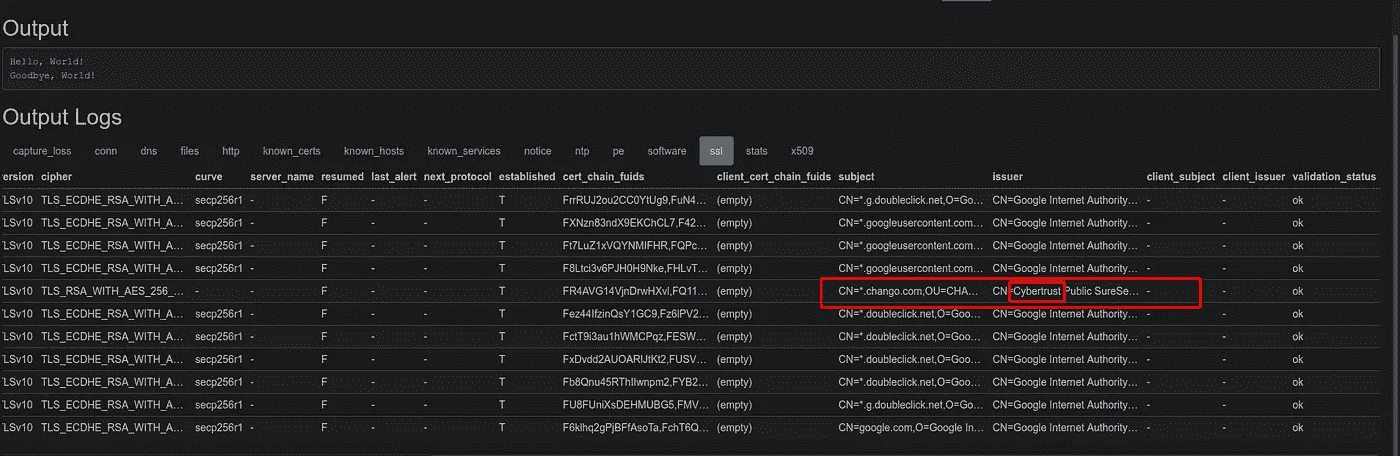 Output
Hello, World!
Goodbye, World!
Output Logs
capture_loss conn dns files http known_certs known_hosts known_services notice ntp pe software ssl stats x509
ersion cipher curve server_name resumed last_alert next_protocol established cert_chain_fuids client_cert_chain_fuids subject issuer client_subject client_issuer validation_status
LSv10 TLS_ECDHE_RSA_WITH_A... secp256r1 - F - - T FrrRUJ2ou2CC0YtUg9,FuN4... (empty) CN=*.g.doubleclick.net,O=Go... CN=Google Internet Authority... - - ok
LSv10 TLS_ECDHE_RSA_WITH_A... secp256r1 - F - - T FXNzn83ndX9EKChCL7,F42... (empty) CN=*.googleusercontent.com... CN=Google Internet Authority... - - ok
LSv10 TLS_ECDHE_RSA_WITH_A... secp256r1 - F - - T Ft7LuZ1xVQYNMIFHR,FQPc... (empty) CN=*.googleusercontent.com... CN=Google Internet Authority... - - ok
LSv10 TLS_ECDHE_RSA_WITH_A... secp256r1 - F - - T F8Ltci3v6PJH0H9Nke,FHLvT... (empty) CN=*.googleusercontent.com... CN=Google Internet Authority... - - ok
LSv10 TLS_RSA_WITH_AES_256_... - - F - - T FR4AVG14VjnDrwHXvl,FQ11... (empty) CN=*.chango.com,OU=CHA... CN=Cybertrust Public SureSe... - - ok
LSv10 TLS_ECDHE_RSA_WITH_A... secp256r1 - F - - T Fez44IfzinQsY1GC9,Fz6lPV2... (empty) CN=*.doubleclick.net,O=Goo... CN=Google Internet Authority... - - ok
LSv10 TLS_ECDHE_RSA_WITH_A... secp256r1 - F - - T FctT9i3au1hWMCPqz,FESW... (empty) CN=*.doubleclick.net,O=Goo... CN=Google Internet Authority... - - ok
LSv10 TLS_ECDHE_RSA_WITH_A... secp256r1 - F - - T FxDvdd2AUOARlJtKt2,FUSV... (empty) CN=*.doubleclick.net,O=Goo... CN=Google Internet Authority... - - ok
LSv10 TLS_ECDHE_RSA_WITH_A... secp256r1 - F - - T Fb8Qnu45RThIlwnpm2,FYB2... (empty) CN=*.doubleclick.net,O=Goo... CN=Google Internet Authority... - - ok
LSv10 TLS_ECDHE_RSA_WITH_A... secp256r1 - F - - T FU8FUniXsDEHMUBG5,FMV... (empty) CN=*.g.doubleclick.net,O=Go... CN=Google Internet Authority... - - ok
LSv10 TLS_ECDHE_RSA_WITH_A... secp256r1 - F - - T F6klhq2gPjBFfAsoTa,FchT6Q... (empty) CN=google.com,O=Google In... CN=Google Internet Authority... - - ok